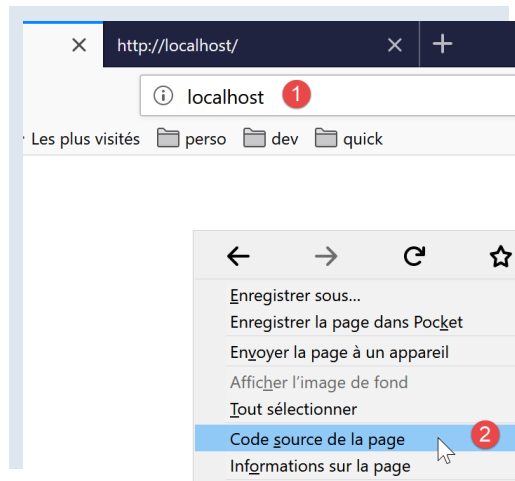 http://localhost/
localhost 1
Les plus visités perso dev quick
Enregistrer sous...
Enregistrer la page dans Pocket
Envoyer la page à un appareil
Afficher l'image de fond
Tout sélectionner
Code source de la page 2
Informations sur la page